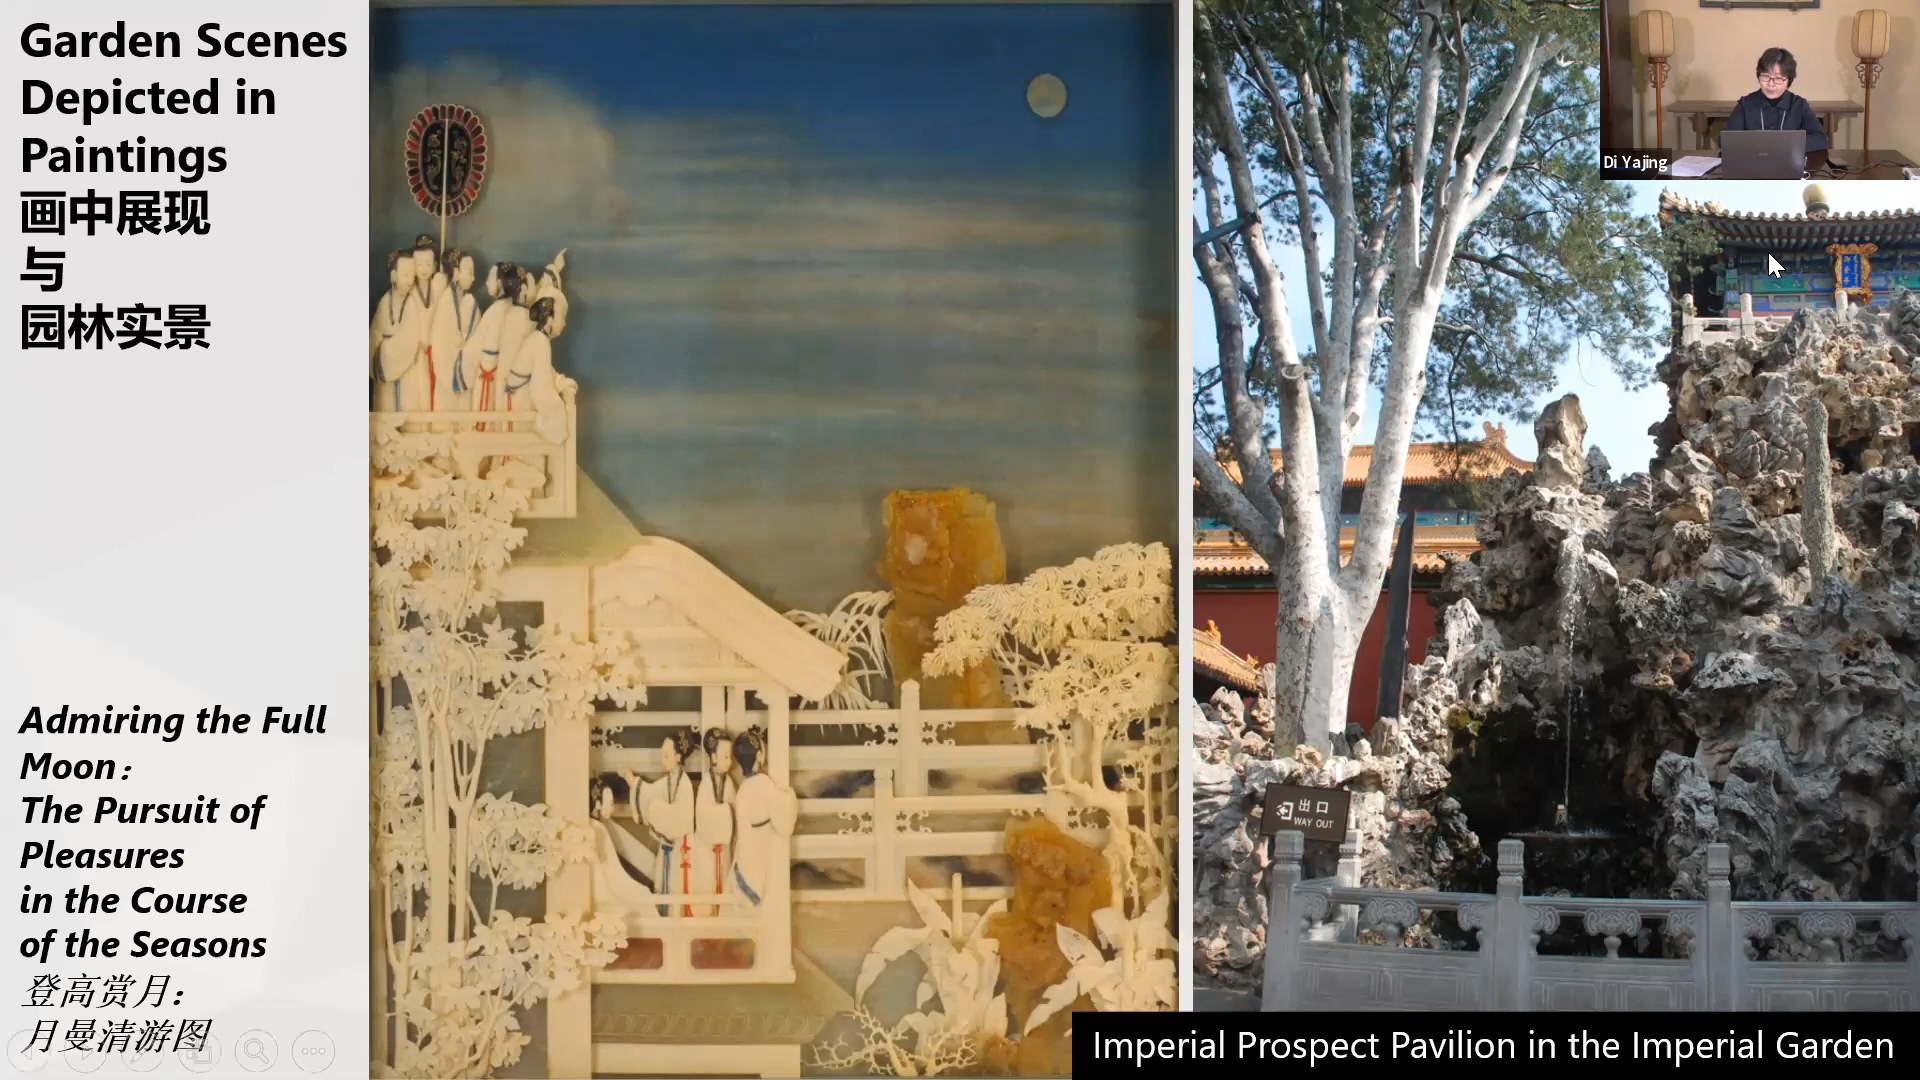 Garden Scenes
Depicted in
Paintings
画中展现
与
园林实景
Admiring the Full
Moon：
The Pursuit of
Pleasures
in the Course
of the Seasons
登高赏月：
月曼清游图
Di Yajing
出口
WAY OUT
Imperial Prospect Pavilion in the Imperial Garden